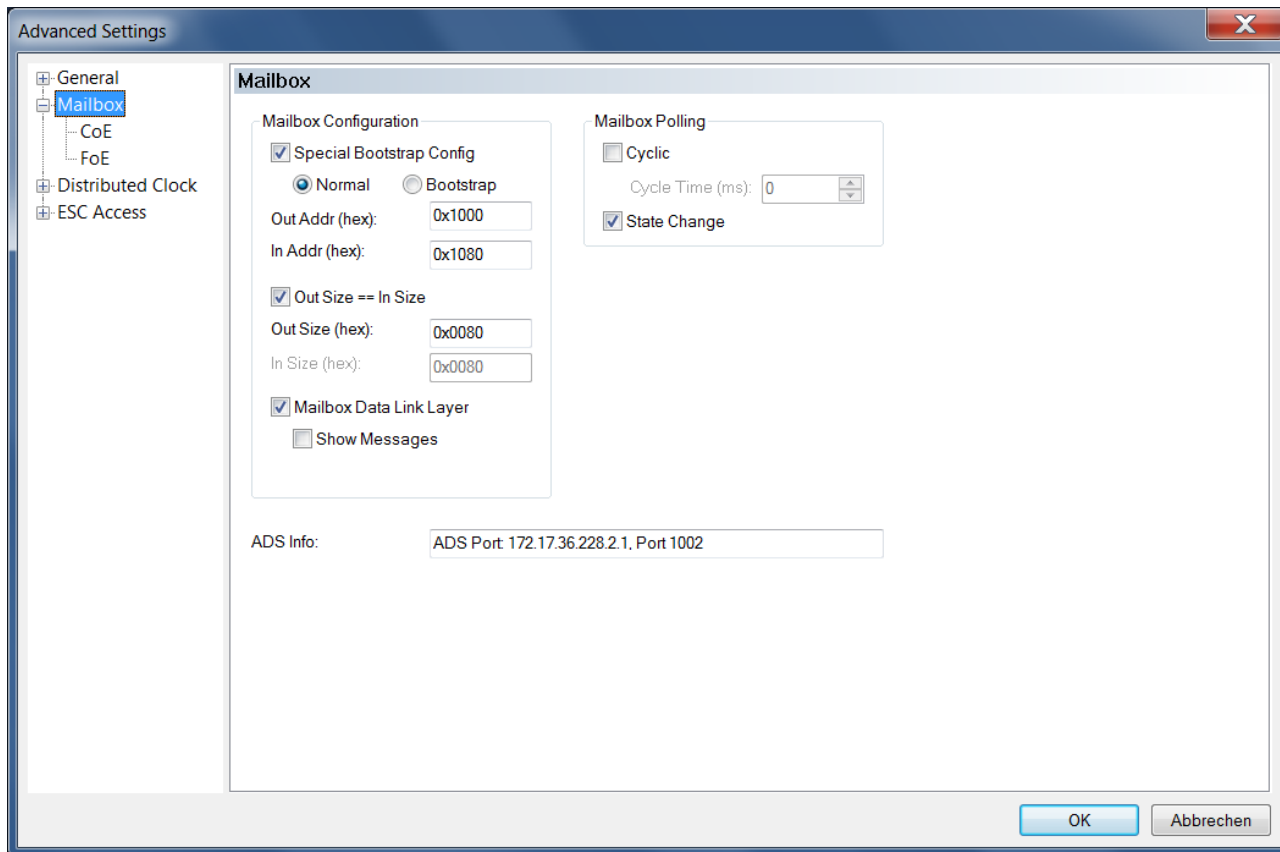 Advanced Settings
General
Mailbox
CoE
FoE
Distributed Clock
ESC Access
Mailbox
Mailbox Configuration
Special Bootstrap Config
Normal Bootstrap
Out Addr (hex): 0x1000
In Addr (hex): 0x1080
Out Size == In Size
Out Size (hex): 0x0080
In Size (hex): 0x0080
Mailbox Data Link Layer
Show Messages
Mailbox Polling
Cyclic
Cycle Time (ms): 0
State Change
ADS Info: ADS Port: 172.17.36.228.2.1, Port 1002
OK Abbrechen